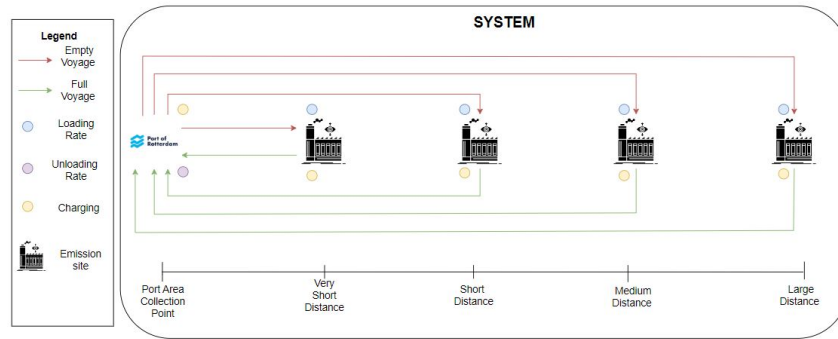 SYSTEM
Legend
Empty
Voyage
Full
Voyage
Loading
Rate
Unloading
Rate
Charging
Emission
site
Port of
Rotterdam
Port Area
Collection
Point
Very
Short
Distance
Short
Distance
Medium
Distance
Large
Distance